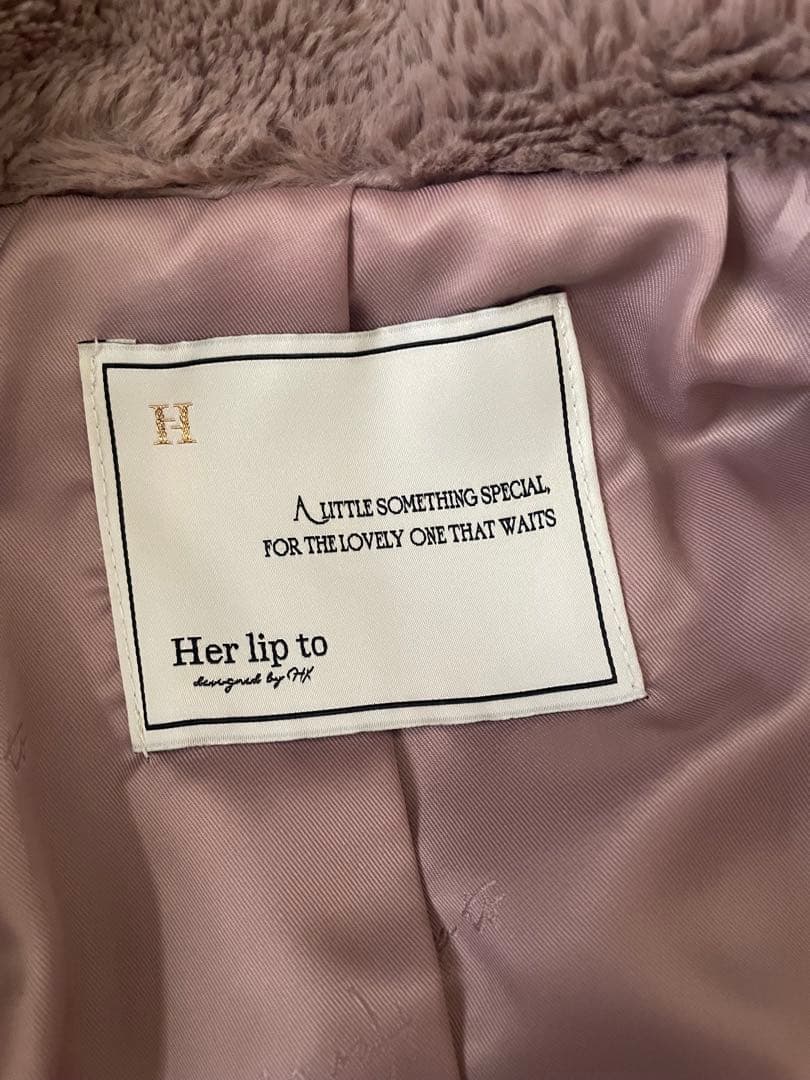 H
A LITTLE SOMETHING SPECIAL,
FOR THE LOVELY ONE THAT WAITS
Her lip to
designed by HK